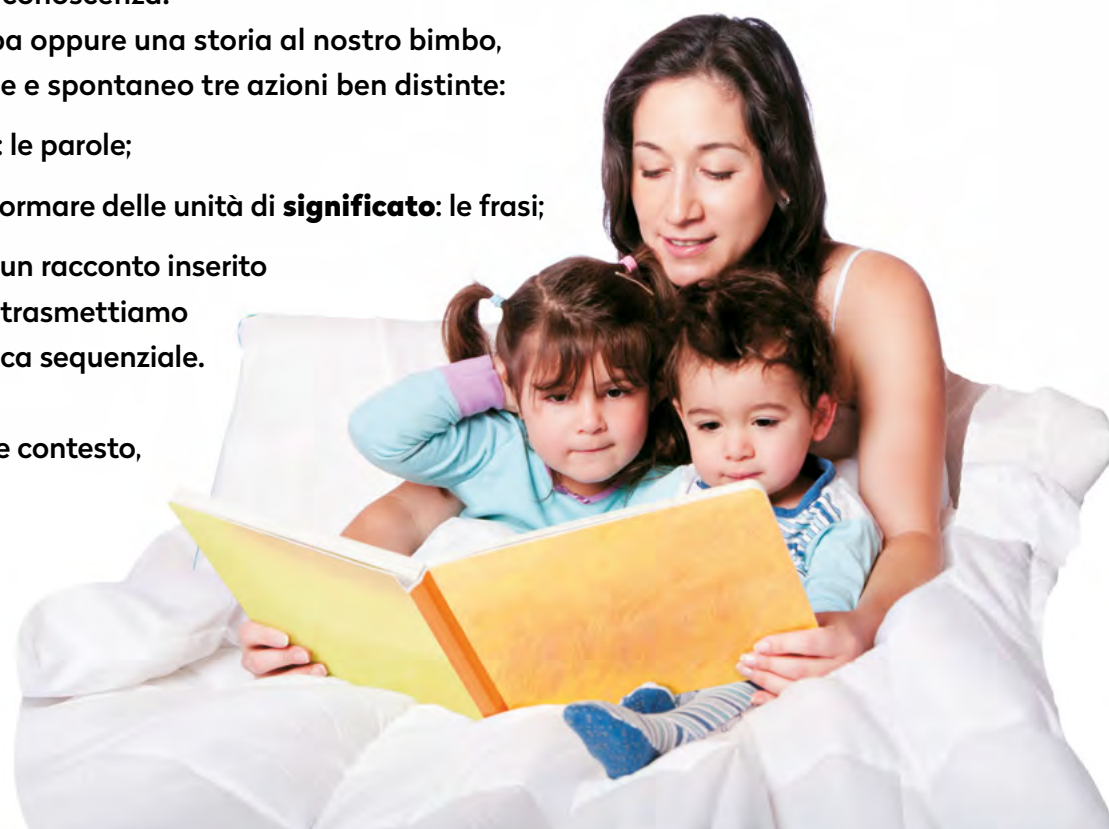 conoscenza.
oppure una storia al nostro bimbo,
e spontaneo tre azioni ben distinte:
: le parole;
ormare delle unità di significato: le frasi;
un racconto inserito
trasmettiamo
ca sequenziale.
e contesto,